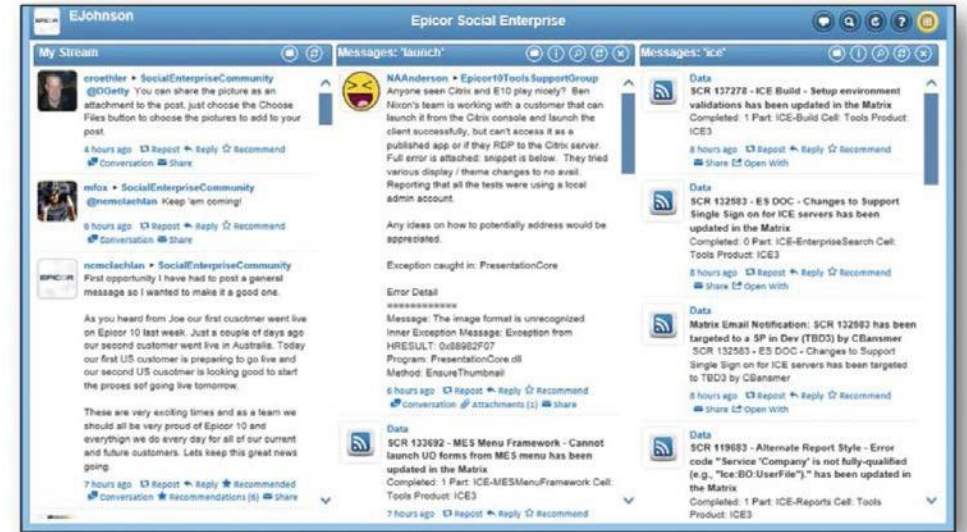 EPICOR
EJohnson
Epicor Social Enterprise
My Stream
croethler ▸ SocialEnterpriseCommunity
@DGetty You can share the picture as an
attachment to the post, just choose the Choose
Files button to choose the pictures to add to your
post.
4 hours ago Repost Reply Recommend
Conversation Share
mfox ▸ SocialEnterpriseCommunity
@ncmclachlan Keep 'em coming!
6 hours ago Repost Reply Recommend
Conversation Share
EPICOR
ncmclachlan ▸ SocialEnterpriseCommunity
First opportunity I have had to post a general
message so I wanted to make it a good one.
As you heard from Joe our first cusotmer went live
on Epicor 10 last week. Just a couple of days ago
our second customer went live in Australia. Today
our first US customer is preparing to go live and
our second US cusotmer is looking good to start
the proses sof going live tomorrow.
These are very exciting times and as a team we
should all be very proud of Epicor 10 and
everythign we do every day for all of our current
and future customers. Lets keep this great news
going.
7 hours ago Repost Reply Recommended
Conversation Recommendations (6) Share
Messages: 'launch'
NAAnderson ▸ Epicor10ToolsSupportGroup
Anyone seen Citrix and E10 play nicely? Ben
Nixon's team is working with a customer that can
launch it from the Citrix console and launch the
client successfully, but can't access it as a
published app or if they RDP to the Citrix server.
Full error is attached: snippet is below. They tried
various display / theme changes to no avail.
Reporting that all the tests were using a local
admin account.
Any ideas on how to potentially address would be
appreciated.
Exception caught in: PresentationCore
Error Detail
============
Message: The image format is unrecognized.
Inner Exception Message: Exception from
HRESULT: 0x88982F07
Program: PresentationCore.dll
Method: EnsureThumbnail
6 hours ago Repost Reply Recommend
Conversation Attachments (1) Share
Data
SCR 133692 - MES Menu Framework - Cannot
launch UD forms from MES menu has been
updated in the Matrix
Completed: 1 Part: ICE-MESMenuFramework Cell:
Tools Product: ICE3
7 hours ago Repost Reply Recommend
Messages: 'ice'
Data
SCR 137278 - ICE Build - Setup environment
validations has been updated in the Matrix
Completed: 1 Part: ICE-Build Cell: Tools Product:
ICE3
8 hours ago Repost Reply Recommend
Share Open With
Data
SCR 132583 - ES DOC - Changes to Support
Single Sign on for ICE servers has been
updated in the Matrix
Completed: 0 Part: ICE-EnterpriseSearch Cell:
Tools Product: ICE3
8 hours ago Repost Reply Recommend
Share Open With
Data
Matrix Email Notification: SCR 132583 has been
targeted to a SP in Dev (TBD3) by CBansmer
SCR 132583 - ES DOC - Changes to Support
Single Sign on for ICE servers has been targeted
to TBD3 by CBansmer
8 hours ago Repost Reply Recommend
Share Open With
Data
SCR 119683 - Alternate Report Style - Error
code "Service 'Company' is not fully-qualified
(e.g., "Ice:BO:UserFile")." has been updated in
the Matrix
Completed: 1 Part: ICE-Reports Cell: Tools
Product: ICE3